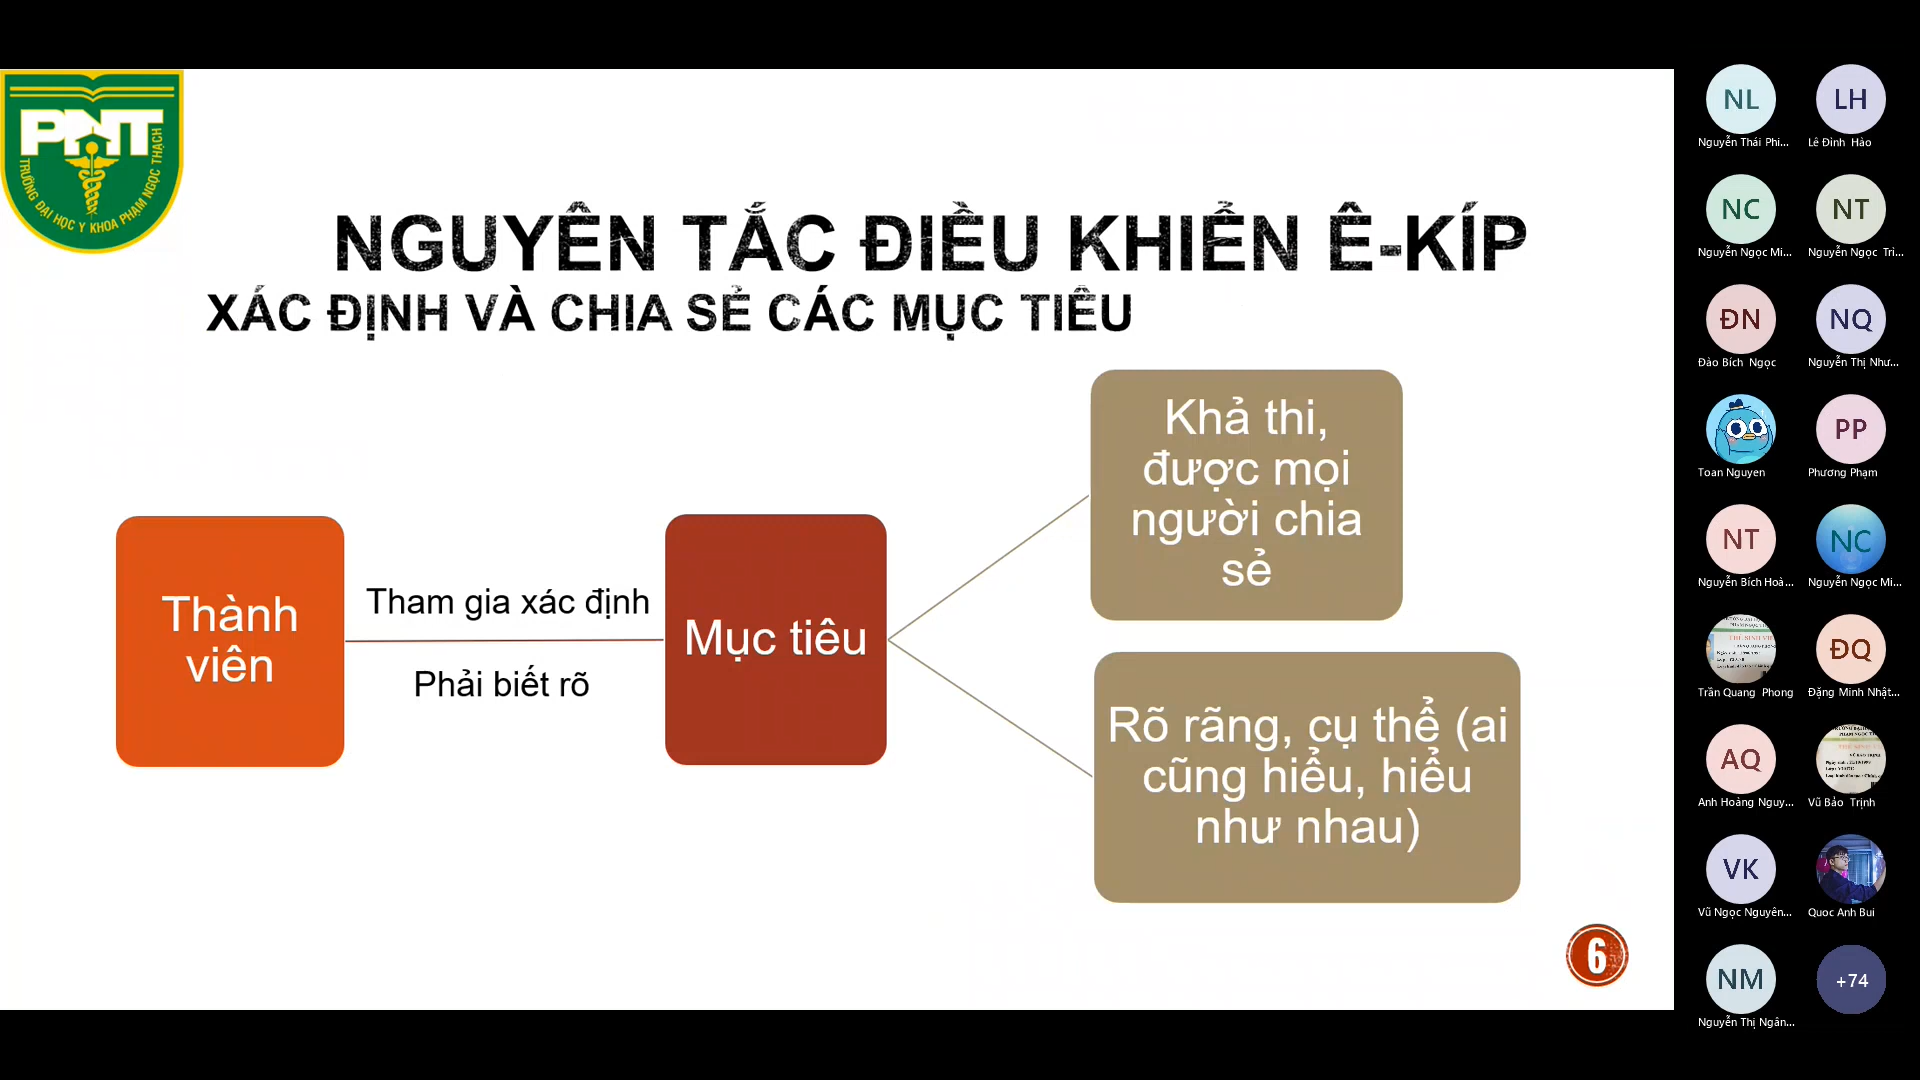 PNT
TRƯỜNG ĐẠI HỌC Y KHOA PHẠM NGỌC THẠCH
NGUYÊN TẮC ĐIỀU KHIỂN Ê-KÍP
XÁC ĐỊNH VÀ CHIA SẺ CÁC MỤC TIÊU
Thành
viên
Tham gia xác định
Phải biết rõ
Mục tiêu
Khả thi,
được mọi
người chia
sẻ
Rõ rãng, cụ thể (ai
cũng hiểu, hiểu
như nhau)
6
NL
LH
Nguyễn Thái Phi...
Lê Đình Hào
NC
NT
Nguyễn Ngọc Mi...
Nguyễn Ngọc Tri...
ĐN
NQ
Đào Bích Ngọc
Nguyễn Thị Như...
PP
Toan Nguyen
Phương Phạm
NT
NC
Nguyễn Bích Hoà...
Nguyễn Ngọc Mi...
ĐQ
Trần Quang Phong
Đặng Minh Nhật...
AQ
Anh Hoàng Nguy...
Vũ Bảo Trịnh
VK
Vũ Ngọc Nguyên...
Quoc Anh Bui
NM
+74
Nguyễn Thị Ngân...